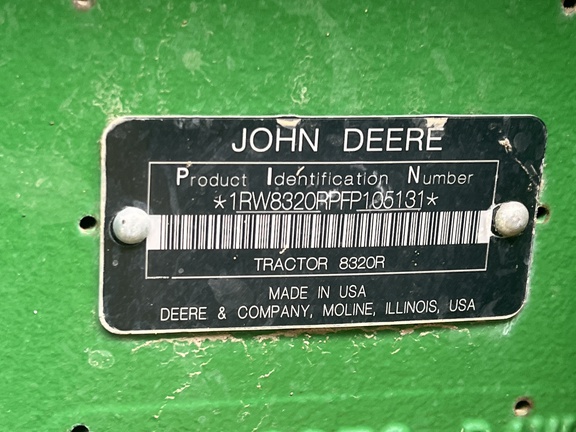 JOHN DEERE
Product Identification Number
*1RW8320RPFP105131*
TRACTOR 8320R
MADE IN USA
DEERE & COMPANY, MOLINE, ILLINOIS, USA